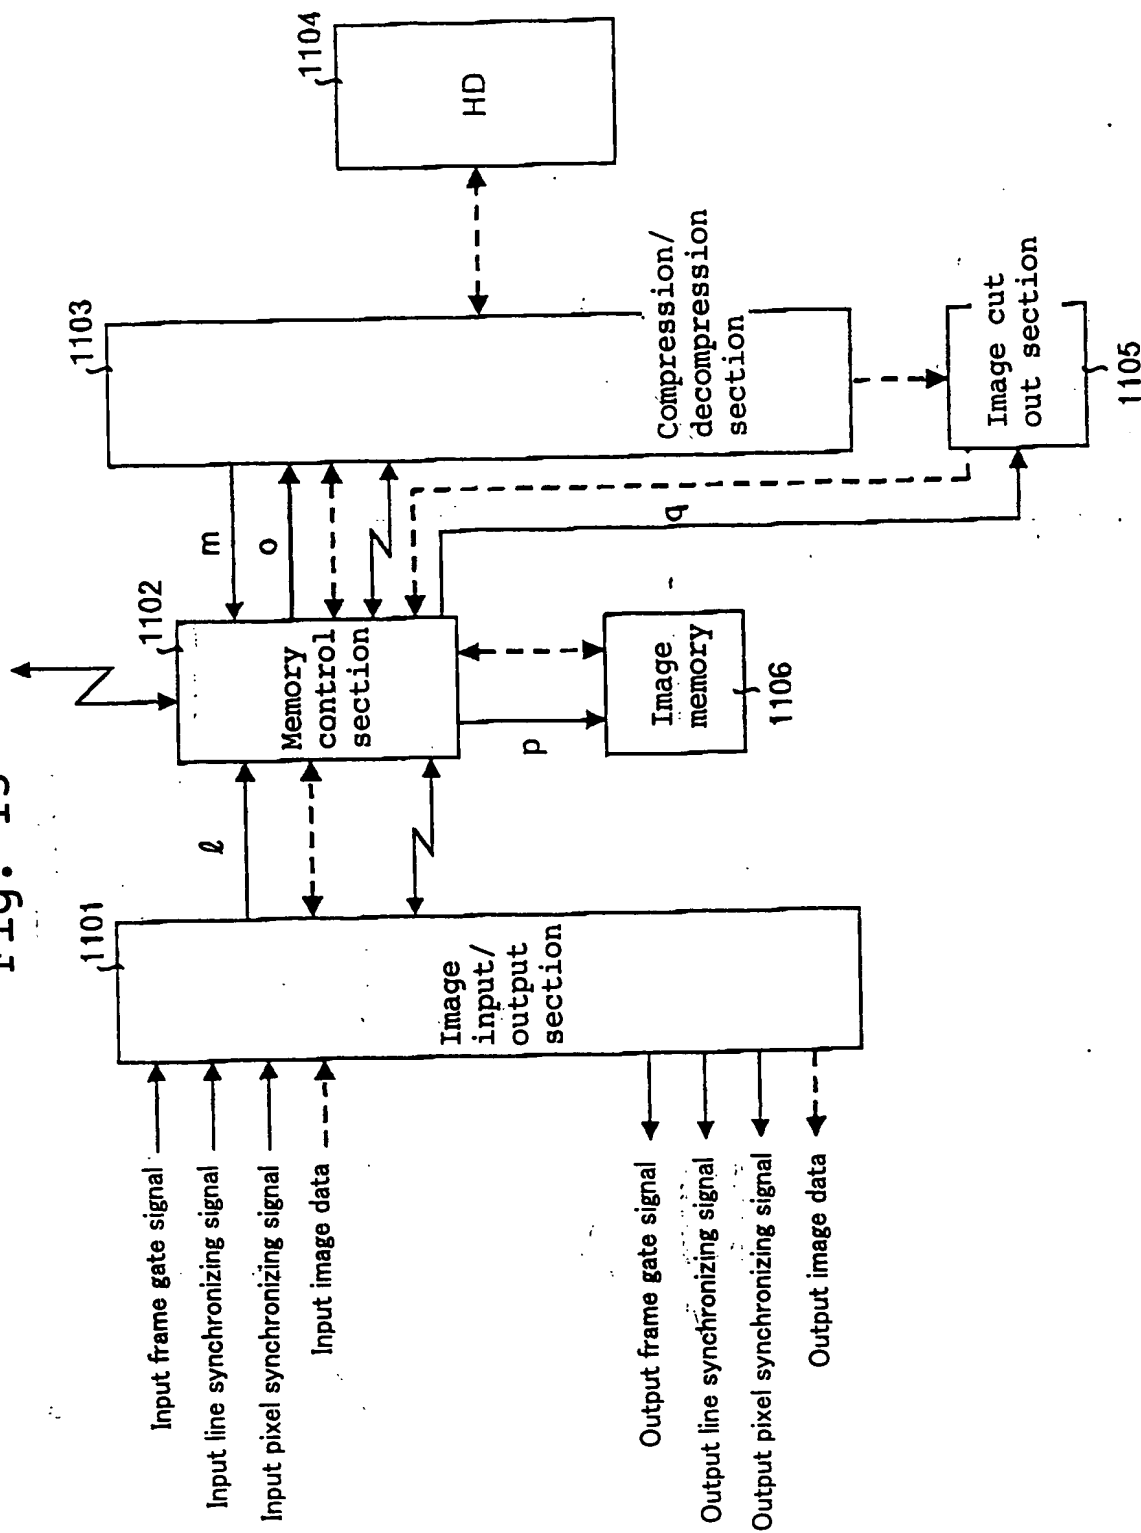 Fig. 15
1101
1102
1103
1104
Input frame gate signal
Input line synchronizing signal
Input pixel synchronizing signal
Input image data
Output frame gate signal
Output line synchronizing signal
Output pixel synchronizing signal
Output image data
Image
input/
output
section
ℓ
Memory
control
section
m
o
p
q
Image
memory
1106
Compression/
decompression
section
HD
Image cut
out section
1105